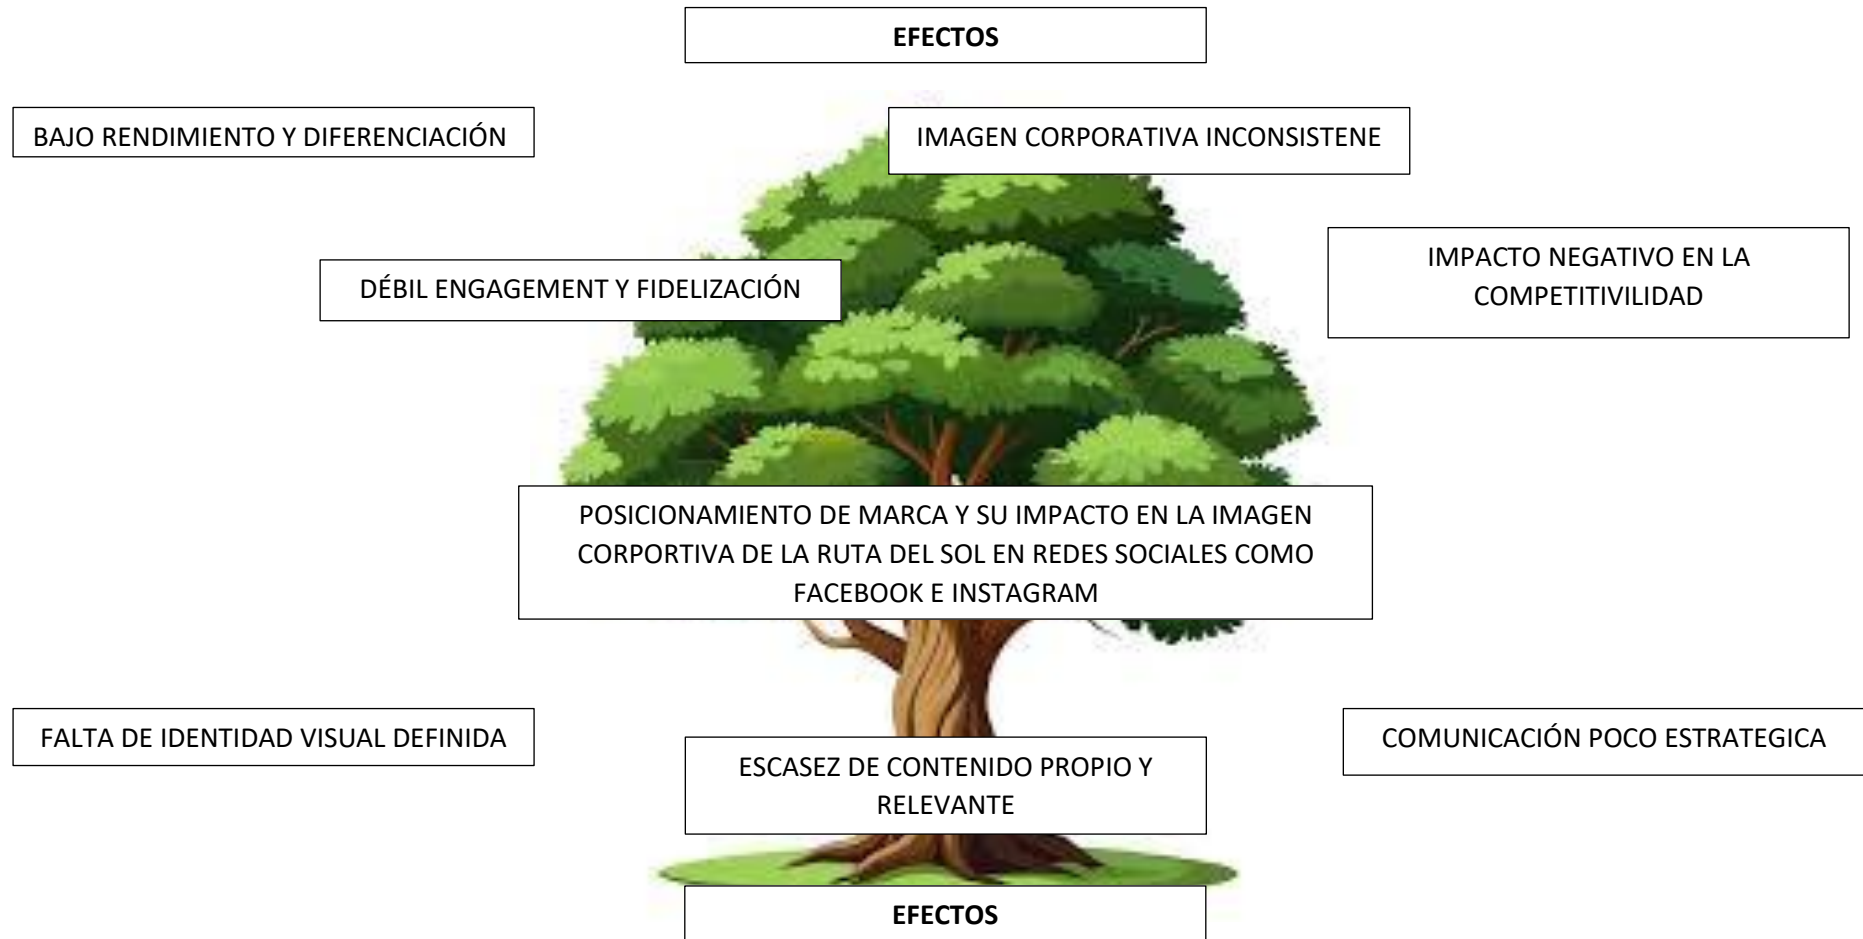 EFECTOS
BAJO RENDIMIENTO Y DIFERENCIACIÓN
IMAGEN CORPORATIVA INCONSISTENE
IMPACTO NEGATIVO EN LA
COMPETITIVILIDAD
DÉBIL ENGAGEMENT Y FIDELIZACIÓN
POSICIONAMIENTO DE MARCA Y SU IMPACTO EN LA IMAGEN
CORPORTIVA DE LA RUTA DEL SOL EN REDES SOCIALES COMO
FACEBOOK E INSTAGRAM
FALTA DE IDENTIDAD VISUAL DEFINIDA
COMUNICACIÓN POCO ESTRATEGICA
ESCASEZ DE CONTENIDO PROPIO Y
RELEVANTE
EFECTOS